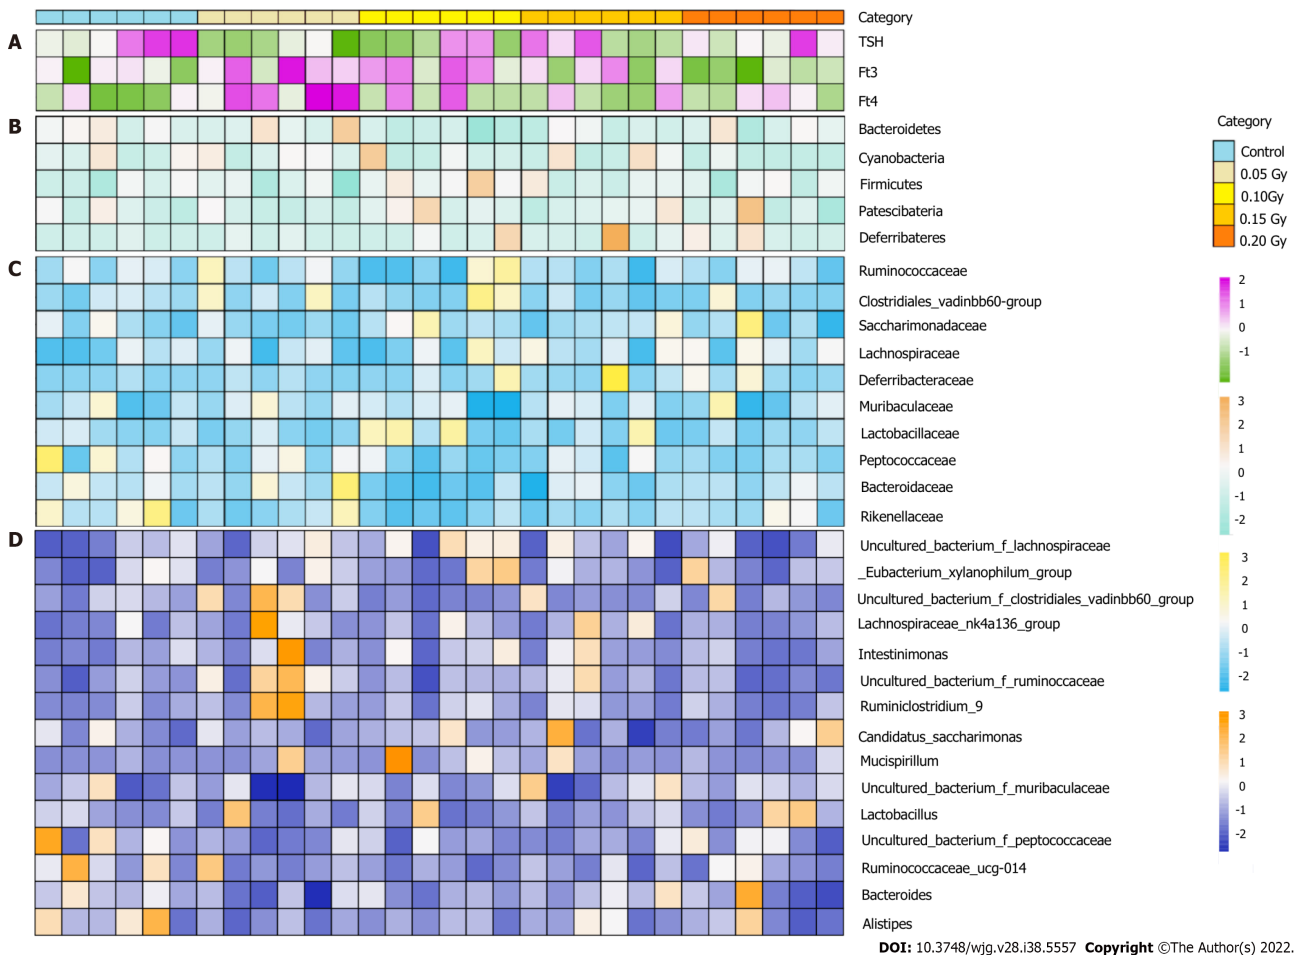 Category
A
TSH
Ft3
Ft4
B
Bacteroidetes
Cyanobacteria
Firmicutes
Patescibateria
Deferribateres
C
Ruminococcaceae
Clostridiales_vadinbb60-group
Saccharimonadaceae
Lachnospiraceae
Deferribacteraceae
Muribaculaceae
Lactobacillaceae
Peptococcaceae
Bacteroidaceae
Rikenellaceae
D
Uncultured_bacterium_f_lachnospiraceae
_Eubacterium_xylanophilum_group
Uncultured_bacterium_f_clostridiales_vadinbb60_group
Lachnospiraceae_nk4a136_group
Intestinimonas
Uncultured_bacterium_f_ruminoccaceae
Ruminiclostridium_9
Candidatus_saccharimonas
Mucispirillum
Uncultured_bacterium_f_muribaculaceae
Lactobacillus
Uncultured_bacterium_f_peptococcaceae
Ruminococcaceae_ucg-014
Bacteroides
Alistipes
Category
Control
0.05 Gy
0.10Gy
0.15 Gy
0.20 Gy
2
1
0
-1
3
2
1
0
-1
-2
3
2
1
0
-1
-2
3
2
1
0
-1
-2
DOI: 10.3748/wjg.v28.i38.5557 Copyright ©The Author(s) 2022.